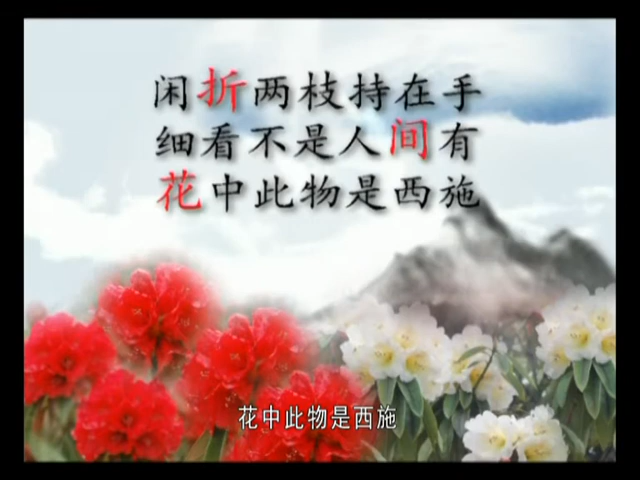 闲折两枝持在手
细看不是人间有
花中此物是西施
花中此物是西施